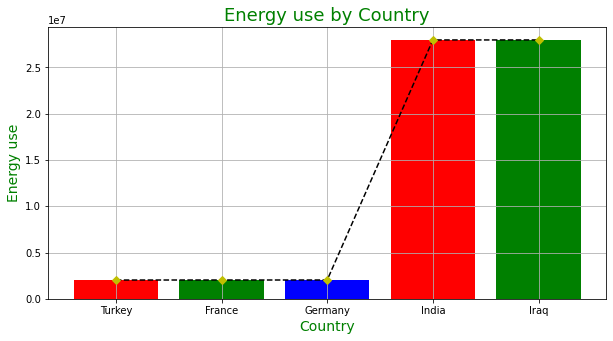 Energy use by Country
1e7
2.5
2.0
1.5
1.0
0.5
0.0
Energy use
Turkey France Germany India Iraq
Country